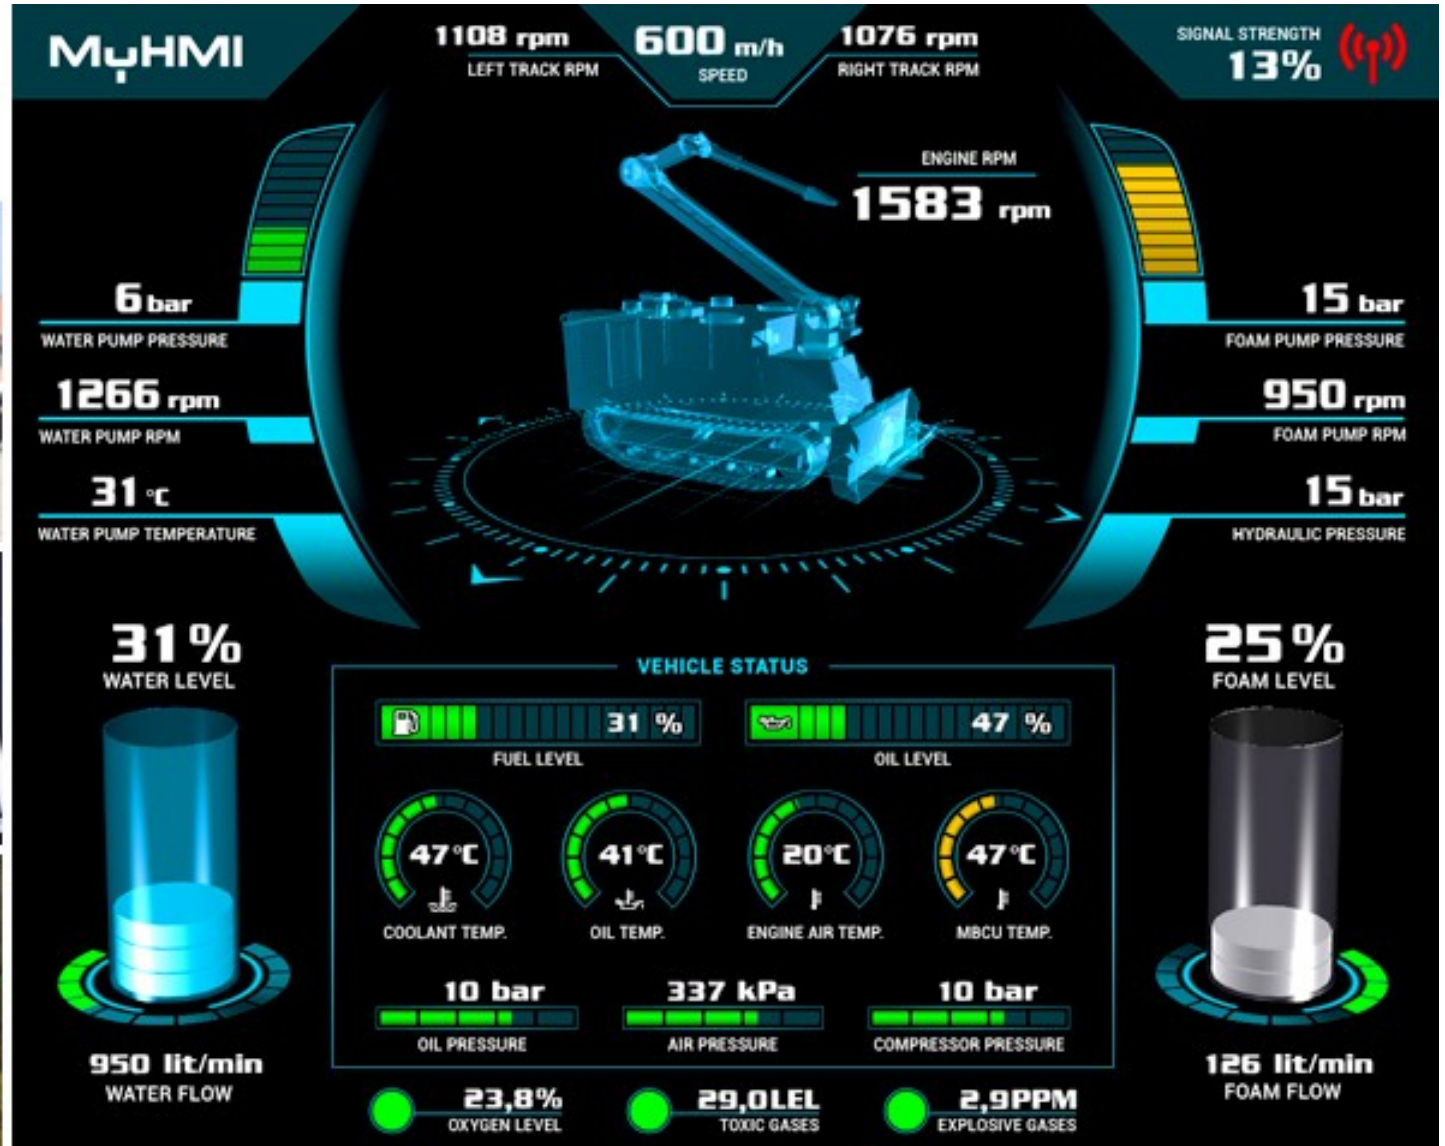 MyHMI
1108 rpm
LEFT TRACK RPM
600 m/h
SPEED
1076 rpm
RIGHT TRACK RPM
SIGNAL STRENGTH
13%
ENGINE RPM
1583 rpm
6 bar
WATER PUMP PRESSURE
1266 rpm
WATER PUMP RPM
31 °C
WATER PUMP TEMPERATURE
15 bar
FOAM PUMP PRESSURE
950 rpm
FOAM PUMP RPM
15 bar
HYDRAULIC PRESSURE
31%
WATER LEVEL
25%
FOAM LEVEL
VEHICLE STATUS
31 %
FUEL LEVEL
47 %
OIL LEVEL
47°C
COOLANT TEMP.
41°C
OIL TEMP.
20°C
ENGINE AIR TEMP.
47°C
MBCU TEMP.
10 bar
OIL PRESSURE
337 kPa
AIR PRESSURE
10 bar
COMPRESSOR PRESSURE
950 lit/min
WATER FLOW
126 lit/min
FOAM FLOW
23,8%
OXYGEN LEVEL
29,0LEL
TOXIC GASES
2,9PPM
EXPLOSIVE GASES